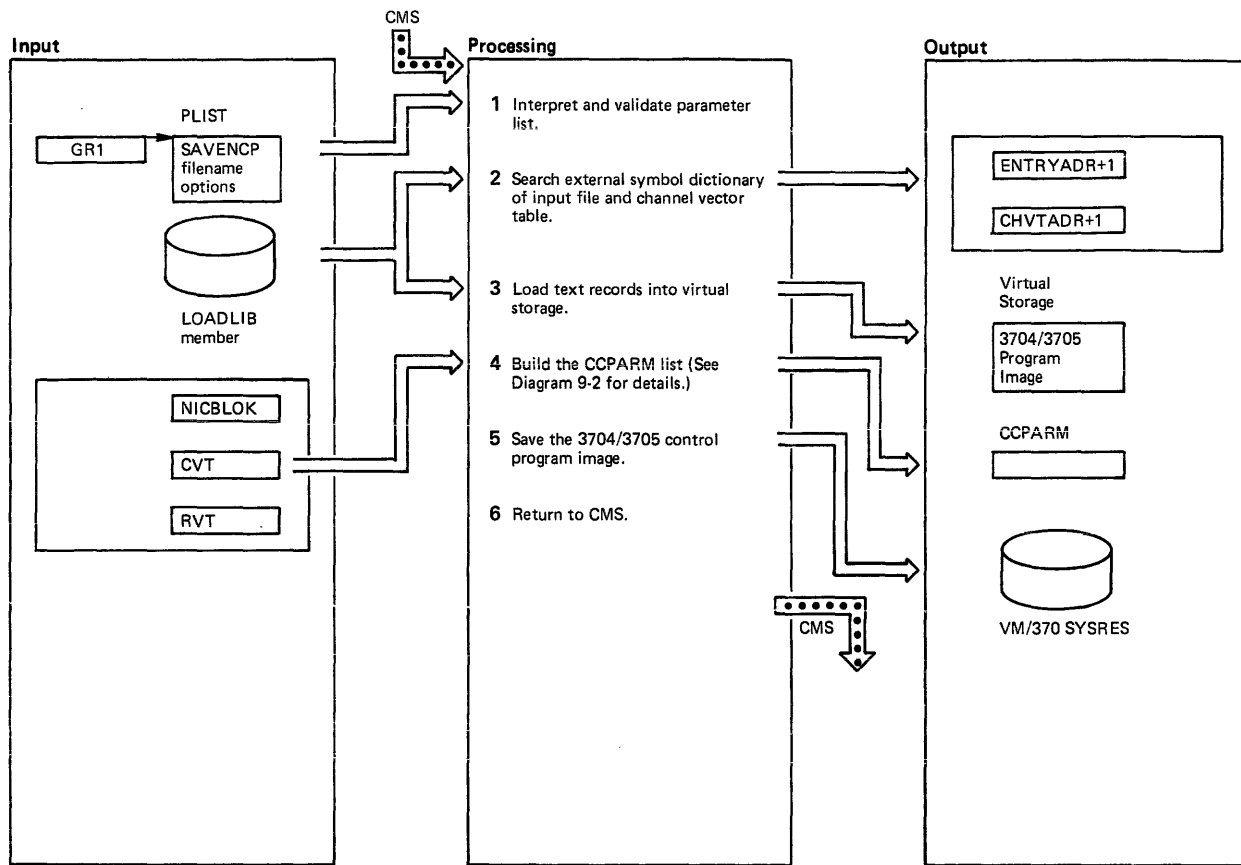 CMS
Input
Processing
Output
PLIST
GR1
SAVENCP
filename
options
LOADLIB
member
NICBLOK
CVT
RVT
1 Interpret and validate parameter
list.
2 Search external symbol dictionary
of input file and channel vector
table.
3 Load text records into virtual
storage.
4 Build the CCPARM list (See
Diagram 9-2 for details.)
5 Save the 3704/3705 control
program image.
6 Return to CMS.
CMS
ENTRYADR+1
CHVTADR+1
Virtual
Storage
3704/3705
Program
Image
CCPARM
VM/370 SYSRES